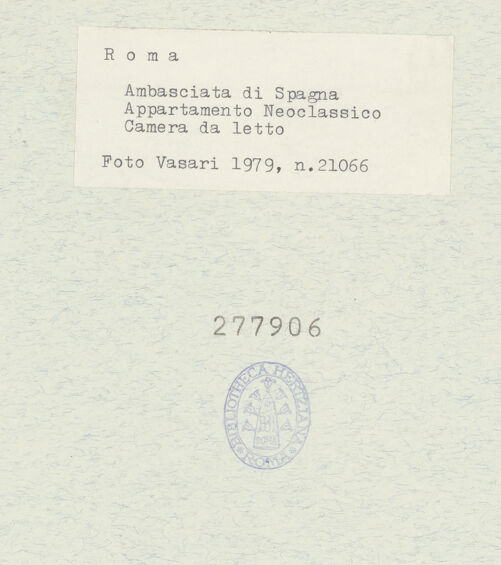 R o m a
Ambasciata di Spagna
Appartamento Neoclassico
Camera da letto
Foto Vasari 1979, n.21066
277906
BIBLIOTHECA HERTZIANA
ROMA